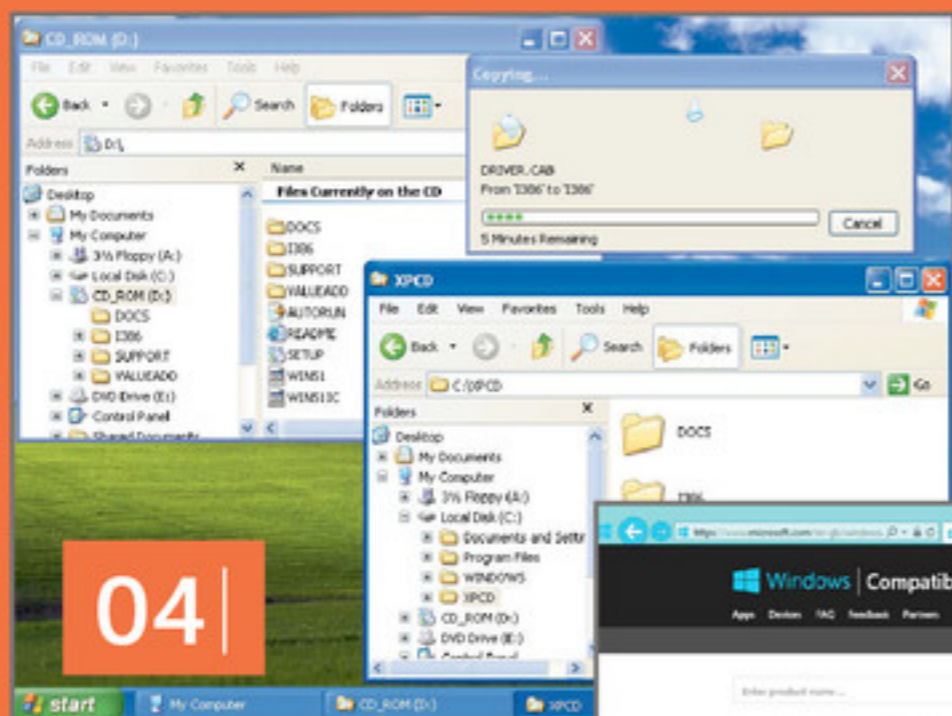 CD_ROM (D:)
File Edit View Favorites Tools Help
Back Search Folders
Address D:\
Folders
Desktop
My Documents
My Computer
3½ Floppy (A:)
Local Disk (C:)
CD_ROM (D:)
DOCS
I386
SUPPORT
VALUEADD
DVD Drive (E:)
Control Panel
Shared Documents
Name
Files Currently on the CD
DOCS
I386
SUPPORT
VALUEADD
AUTORUN
README
SETUP
Copying...
DRIVER.CAB
From 'I386' to 'I386'
5 Minutes Remaining
Cancel
XPCD
File Edit View Favorites Tools Help
Back Search Folders
Address C:/XPCD Go
Folders
Desktop
My Documents
My Computer
3½ Floppy (A:)
Local Disk (C:)
Documents and Settir
Program Files
WINDOWS
XPCD
CD_ROM (D:)
DVD Drive (E:)
Control Panel
DOCS
I386
Windows Compatib
Apps Devices FAQ Feedback Partners
Enter product name ...
04
start My Computer CD_ROM (D:) XPCD